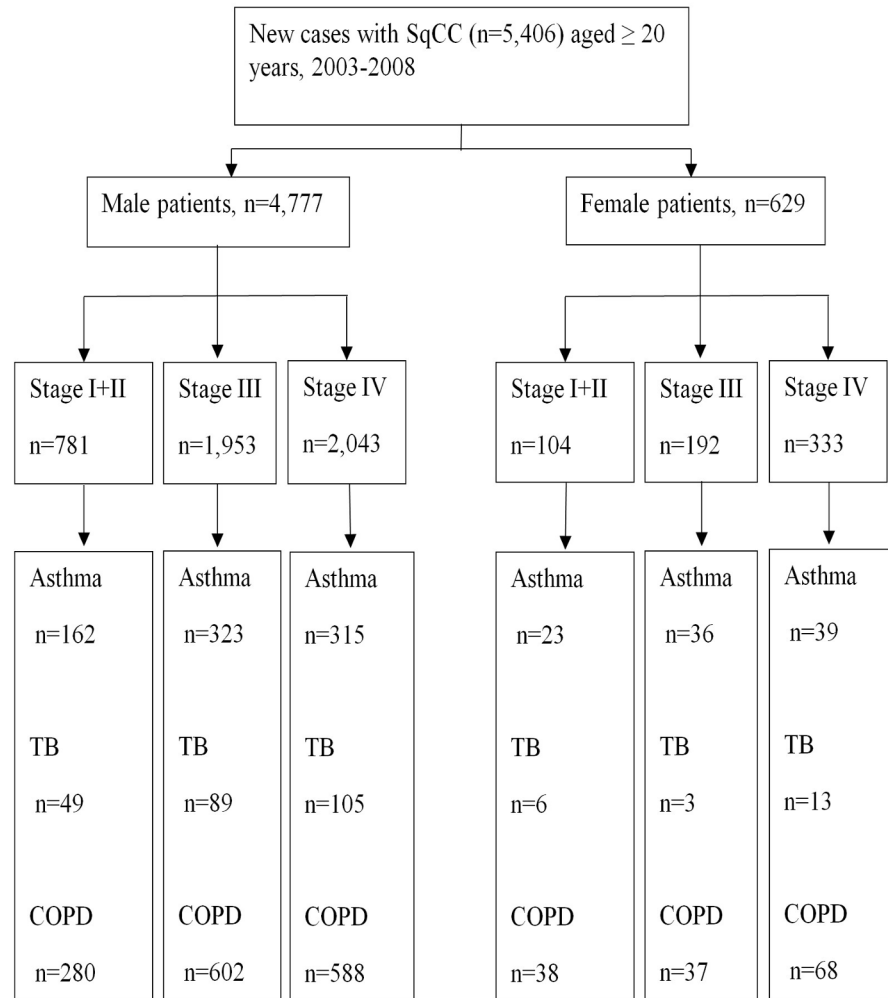 New cases with SqCC (n=5,406) aged ≥ 20
years, 2003-2008
Male patients, n=4,777
Female patients, n=629
Stage I+II
n=781
Stage III
n=1,953
Stage IV
n=2,043
Stage I+II
n=104
Stage III
n=192
Stage IV
n=333
Asthma
n=162
TB
n=49
COPD
n=280
Asthma
n=323
TB
n=89
COPD
n=602
Asthma
n=315
TB
n=105
COPD
n=588
Asthma
n=23
TB
n=6
COPD
n=38
Asthma
n=36
TB
n=3
COPD
n=37
Asthma
n=39
TB
n=13
COPD
n=68